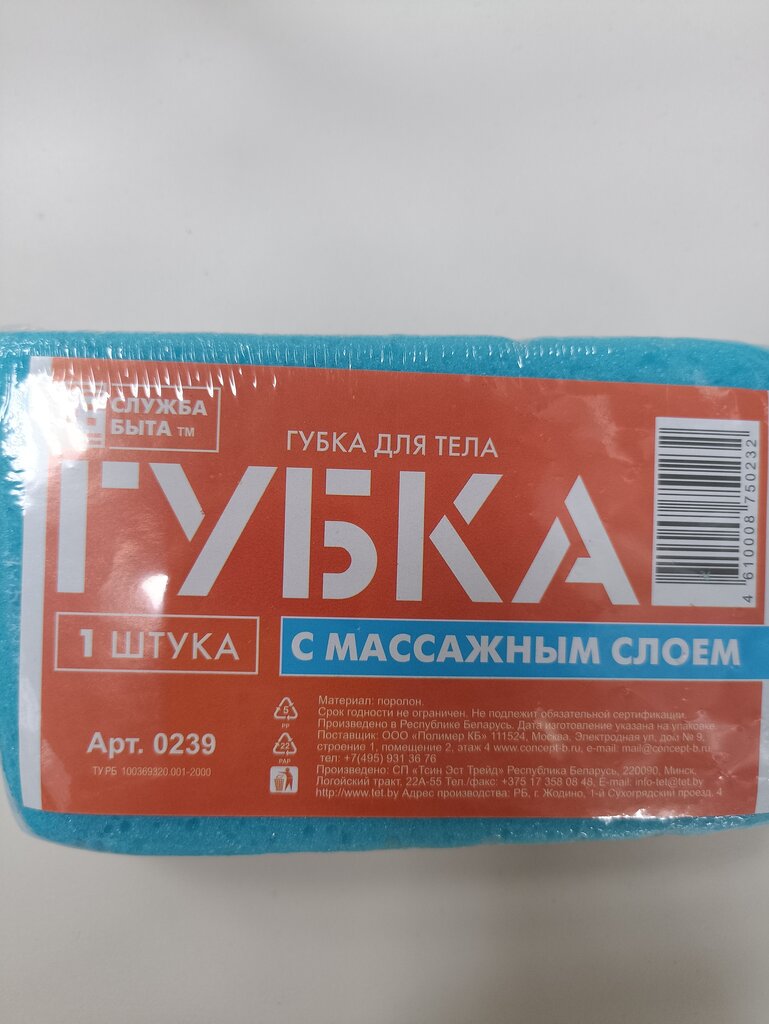 СЛУЖБА
БЫТА ТМ
ГУБКА ДЛЯ ТЕЛА
ГУБКА
1 ШТУКА
С МАССАЖНЫМ СЛОЕМ
4 610008 750232
Арт. 0239
ТУ РБ 100369320.001-2000
5
PP
22
PAP
Материал: поролон.
Срок годности не ограничен. Не подлежит обязательной сертификации.
Произведено в Республике Беларусь. Дата изготовление указана на упаковке.
Поставщик: ООО «Полимер КБ» 111524, Москва, Электродная ул, дом № 9,
строение 1, помещение 2, этаж 4 www.concept-b.ru, e-mail: mail@concept-b.ru
тел: +7(495) 931 36 76
Произведено: СП «Тсин Эст Трейд» Республика Беларусь, 220090, Минск,
Логойский тракт, 22А-55 Тел./факс: +375 17 358 08 48, E-mail: info-tet@tet.by
http://www.tet.by Адрес производства: РБ, г. Жодино, 1-й Сухогрядский проезд, 4